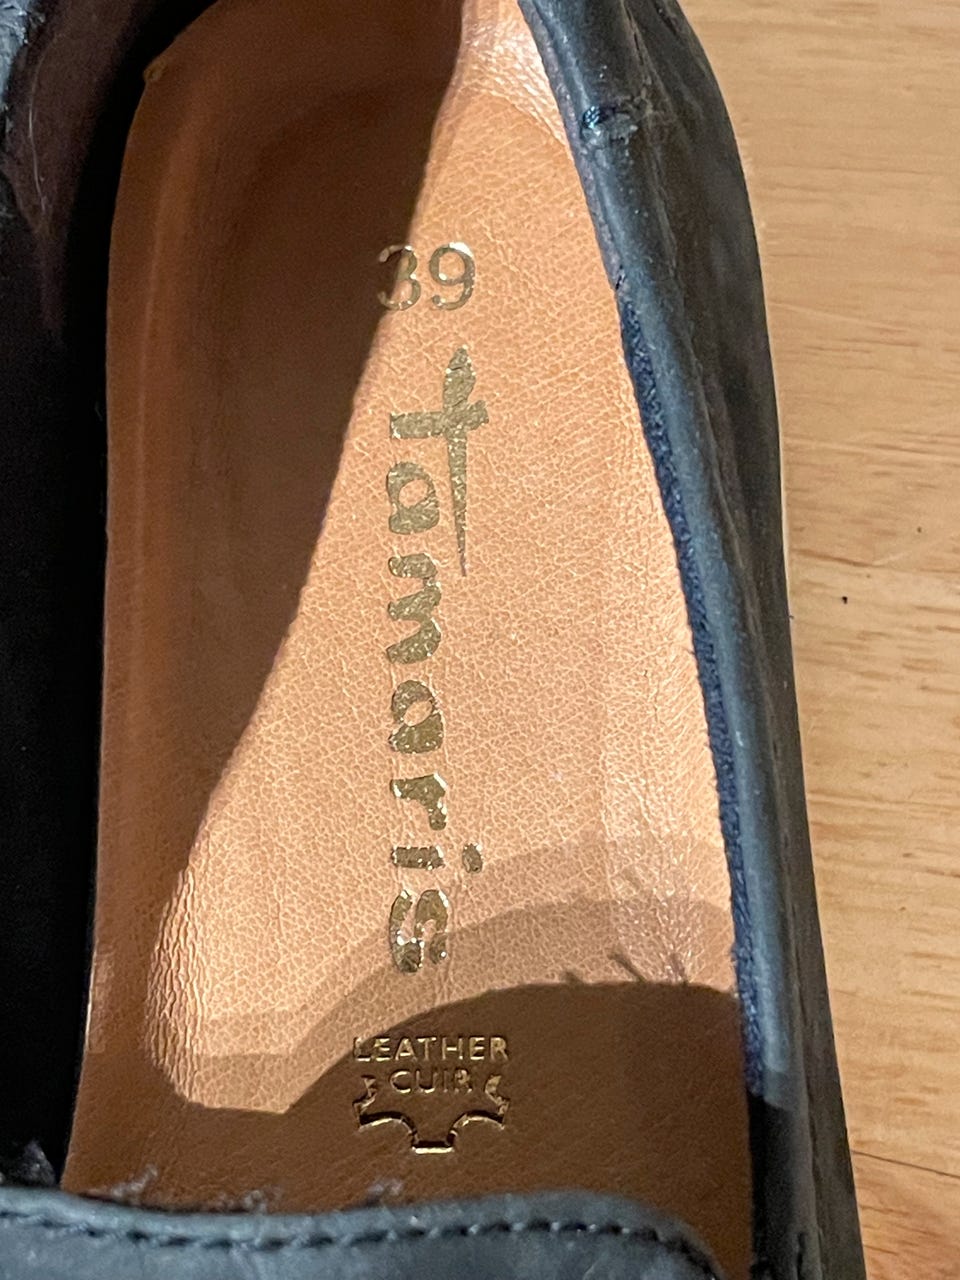 39
tamaris
LEATHER
CUIR